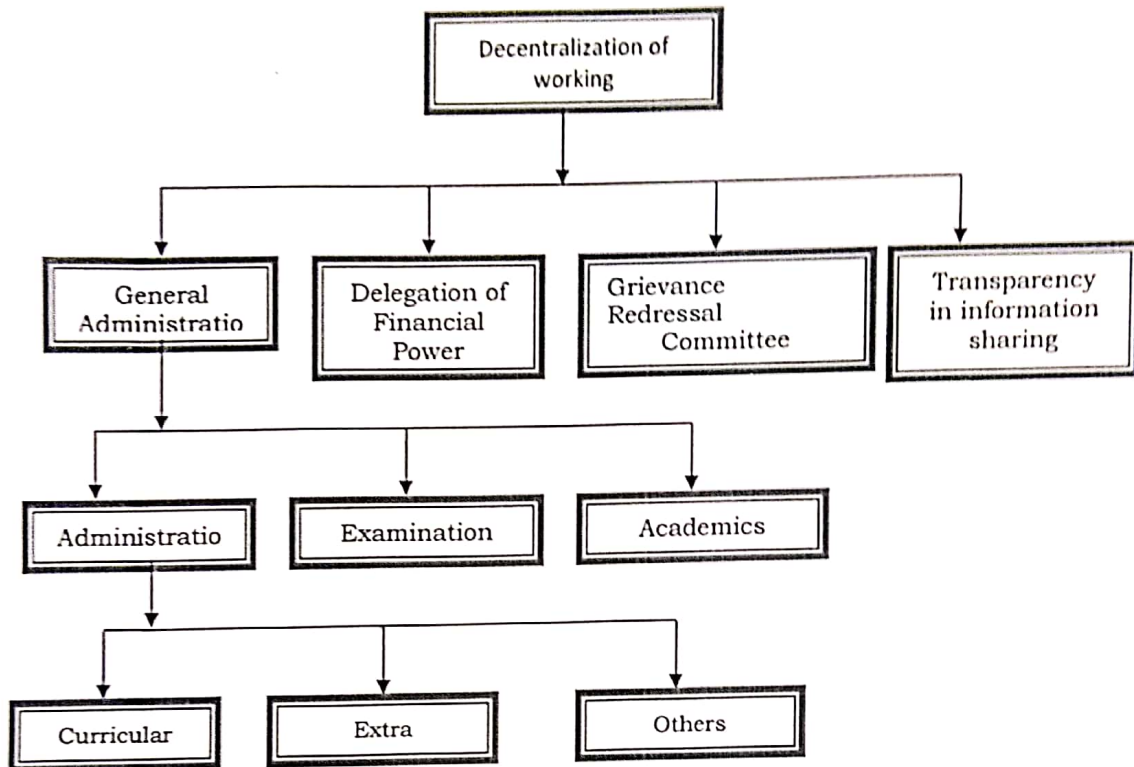 Decentralization of
working
General
Administratio
Delegation of
Financial
Power
Grievance
Redressal
Committee
Transparency
in information
sharing
Administratio
Examination
Academics
Curricular
Extra
Others